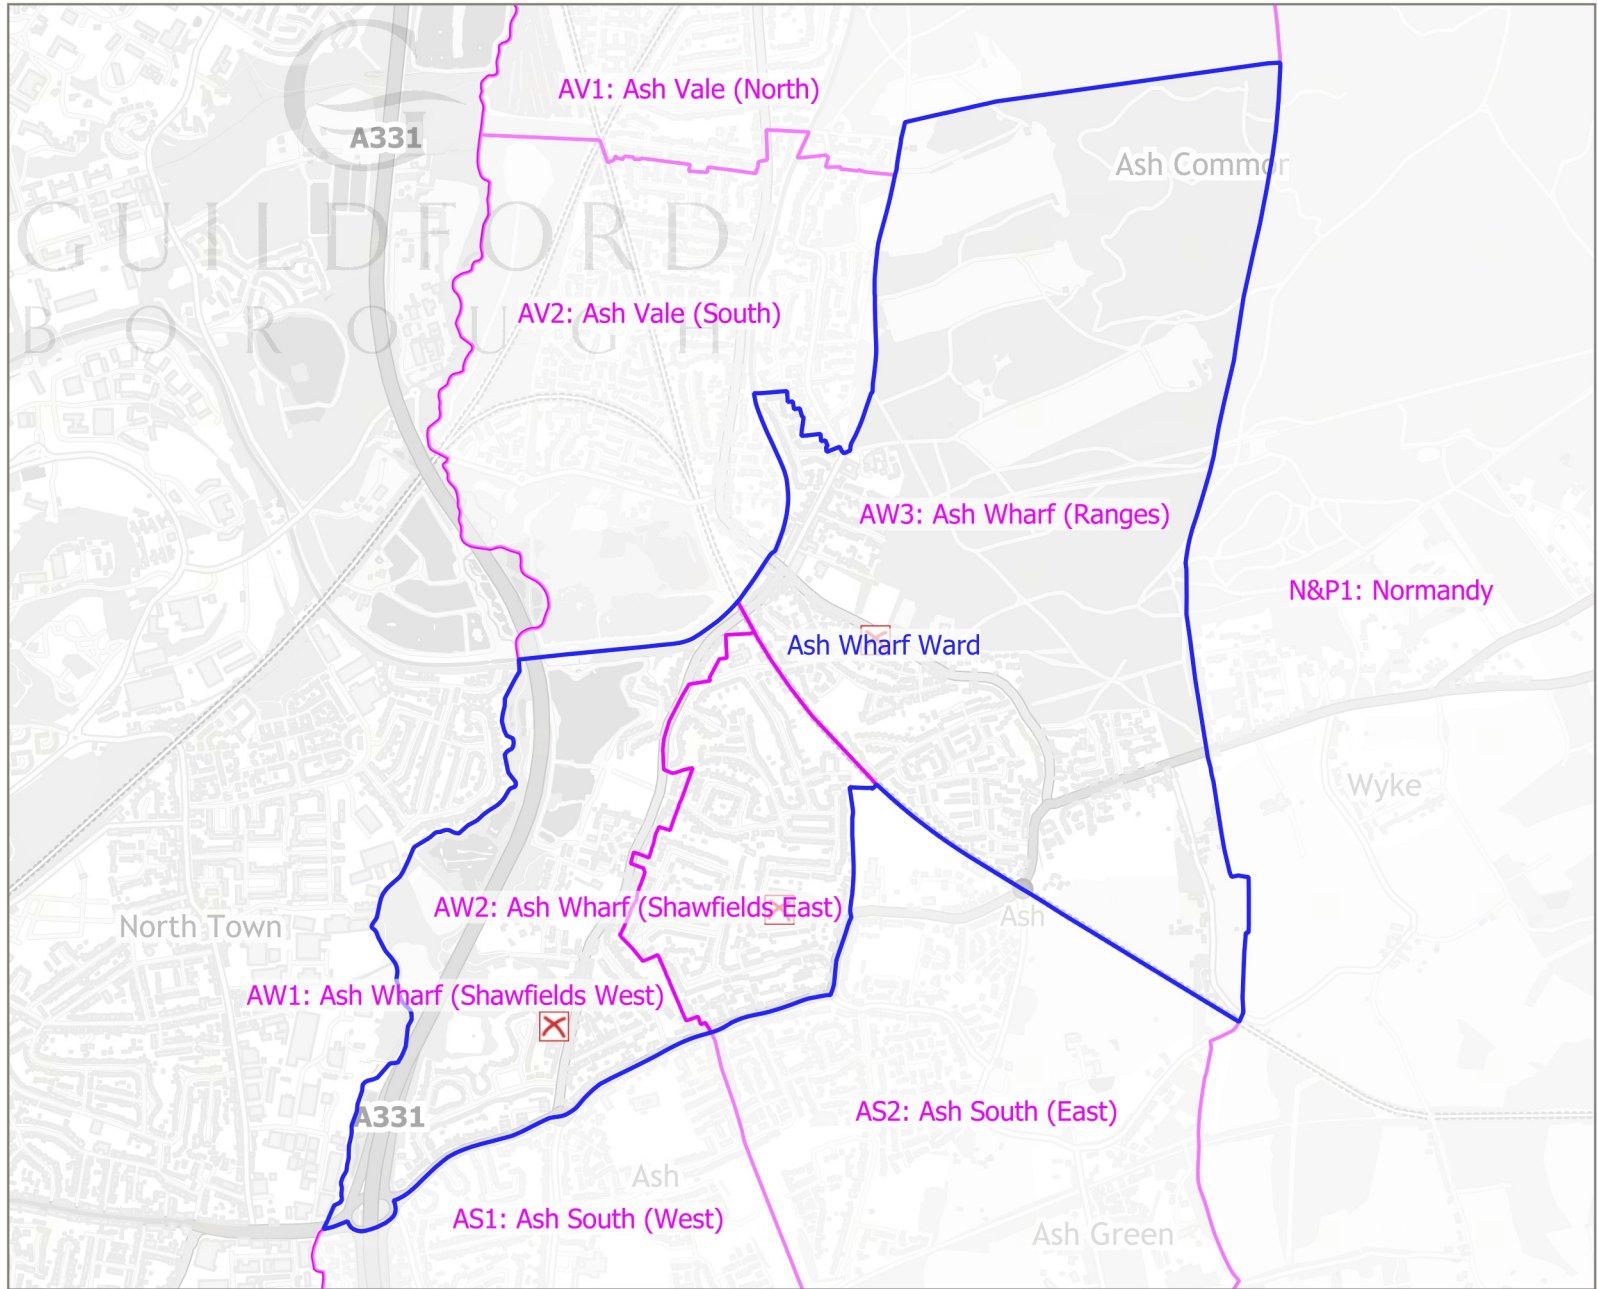 AV1: Ash Vale (North)
A331
Ash Common
GUILDFORD
BOROUGH
AV2: Ash Vale (South)
AW3: Ash Wharf (Ranges)
N&P1: Normandy
Ash Wharf Ward
Wyke
AW2: Ash Wharf (Shawfields East)
Ash
North Town
AW1: Ash Wharf (Shawfields West)
A331
AS2: Ash South (East)
Ash
AS1: Ash South (West)
Ash Green